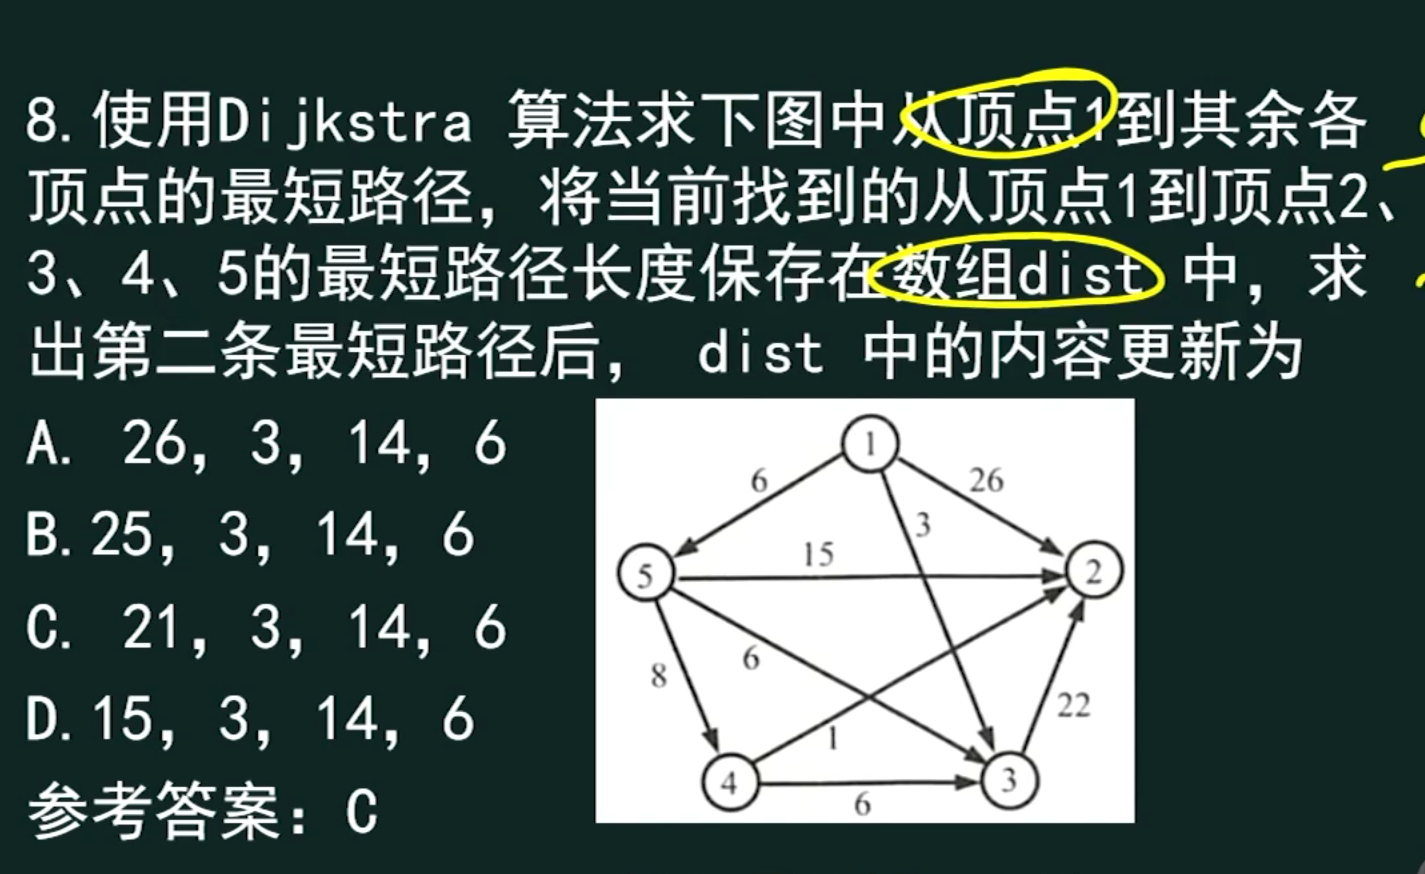 8. 使用Dijkstra 算法求下图中从顶点1到其余各
顶点的最短路径，将当前找到的从顶点1到顶点2、
3、4、5的最短路径长度保存在数组dist 中，求
出第二条最短路径后， dist 中的内容更新为
A. 26，3，14，6
B. 25，3，14，6
C. 21，3，14，6
D. 15，3，14，6
参考答案：C
1
6
26
3
15
5
2
6
8
22
1
4
3
6